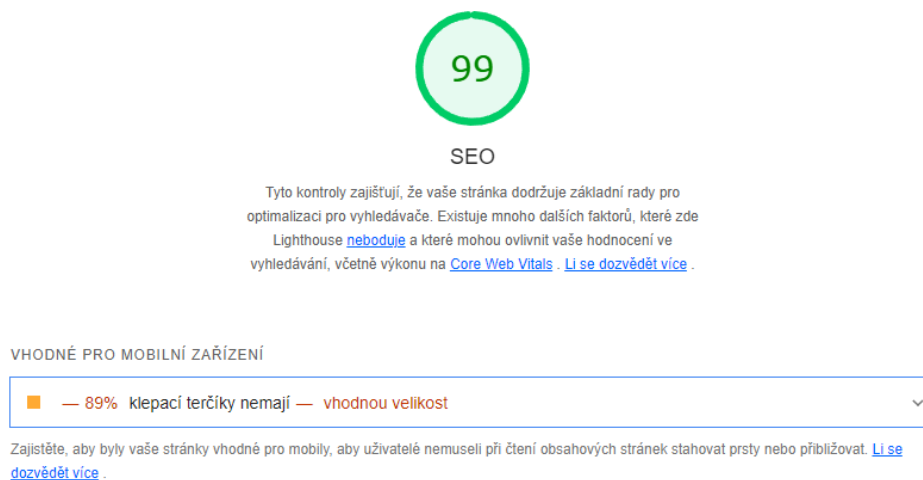 99
SEO
Tyto kontroly zajišťují, že vaše stránka dodržuje základní rady pro
optimalizaci pro vyhledávače. Existuje mnoho dalších faktorů, které zde
Lighthouse neboduje a které mohou ovlivnit vaše hodnocení ve
vyhledávání, včetně výkonu na Core Web Vitals . Li se dozvědět více .
VHODNÉ PRO MOBILNÍ ZAŘÍZENÍ
— 89% klepací terčíky nemají — vhodnou velikost
Zajistěte, aby byly vaše stránky vhodné pro mobily, aby uživatelé nemuseli při čtení obsahových stránek stahovat prsty nebo přibližovat. Li se
dozvědět více .